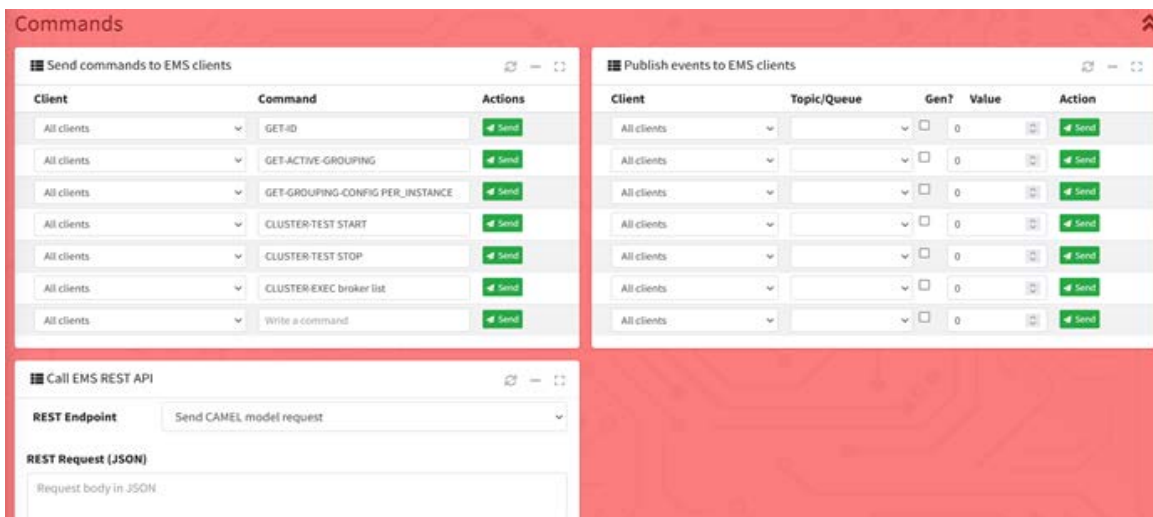 Commands
Send commands to EMS clients
Client Command Actions
All clients GET-ID Send
All clients GET-ACTIVE-GROUPING Send
All clients GET-GROUPING-CONFIG PER_INSTANCE Send
All clients CLUSTER-TEST START Send
All clients CLUSTER-TEST STOP Send
All clients CLUSTER-EXEC broker list Send
All clients Write a command Send
Publish events to EMS clients
Client Topic/Queue Gen? Value Action
All clients 0 Send
All clients 0 Send
All clients 0 Send
All clients 0 Send
All clients 0 Send
All clients 0 Send
All clients 0 Send
Call EMS REST API
REST Endpoint Send CAMEL model request
REST Request (JSON)
Request body in JSON